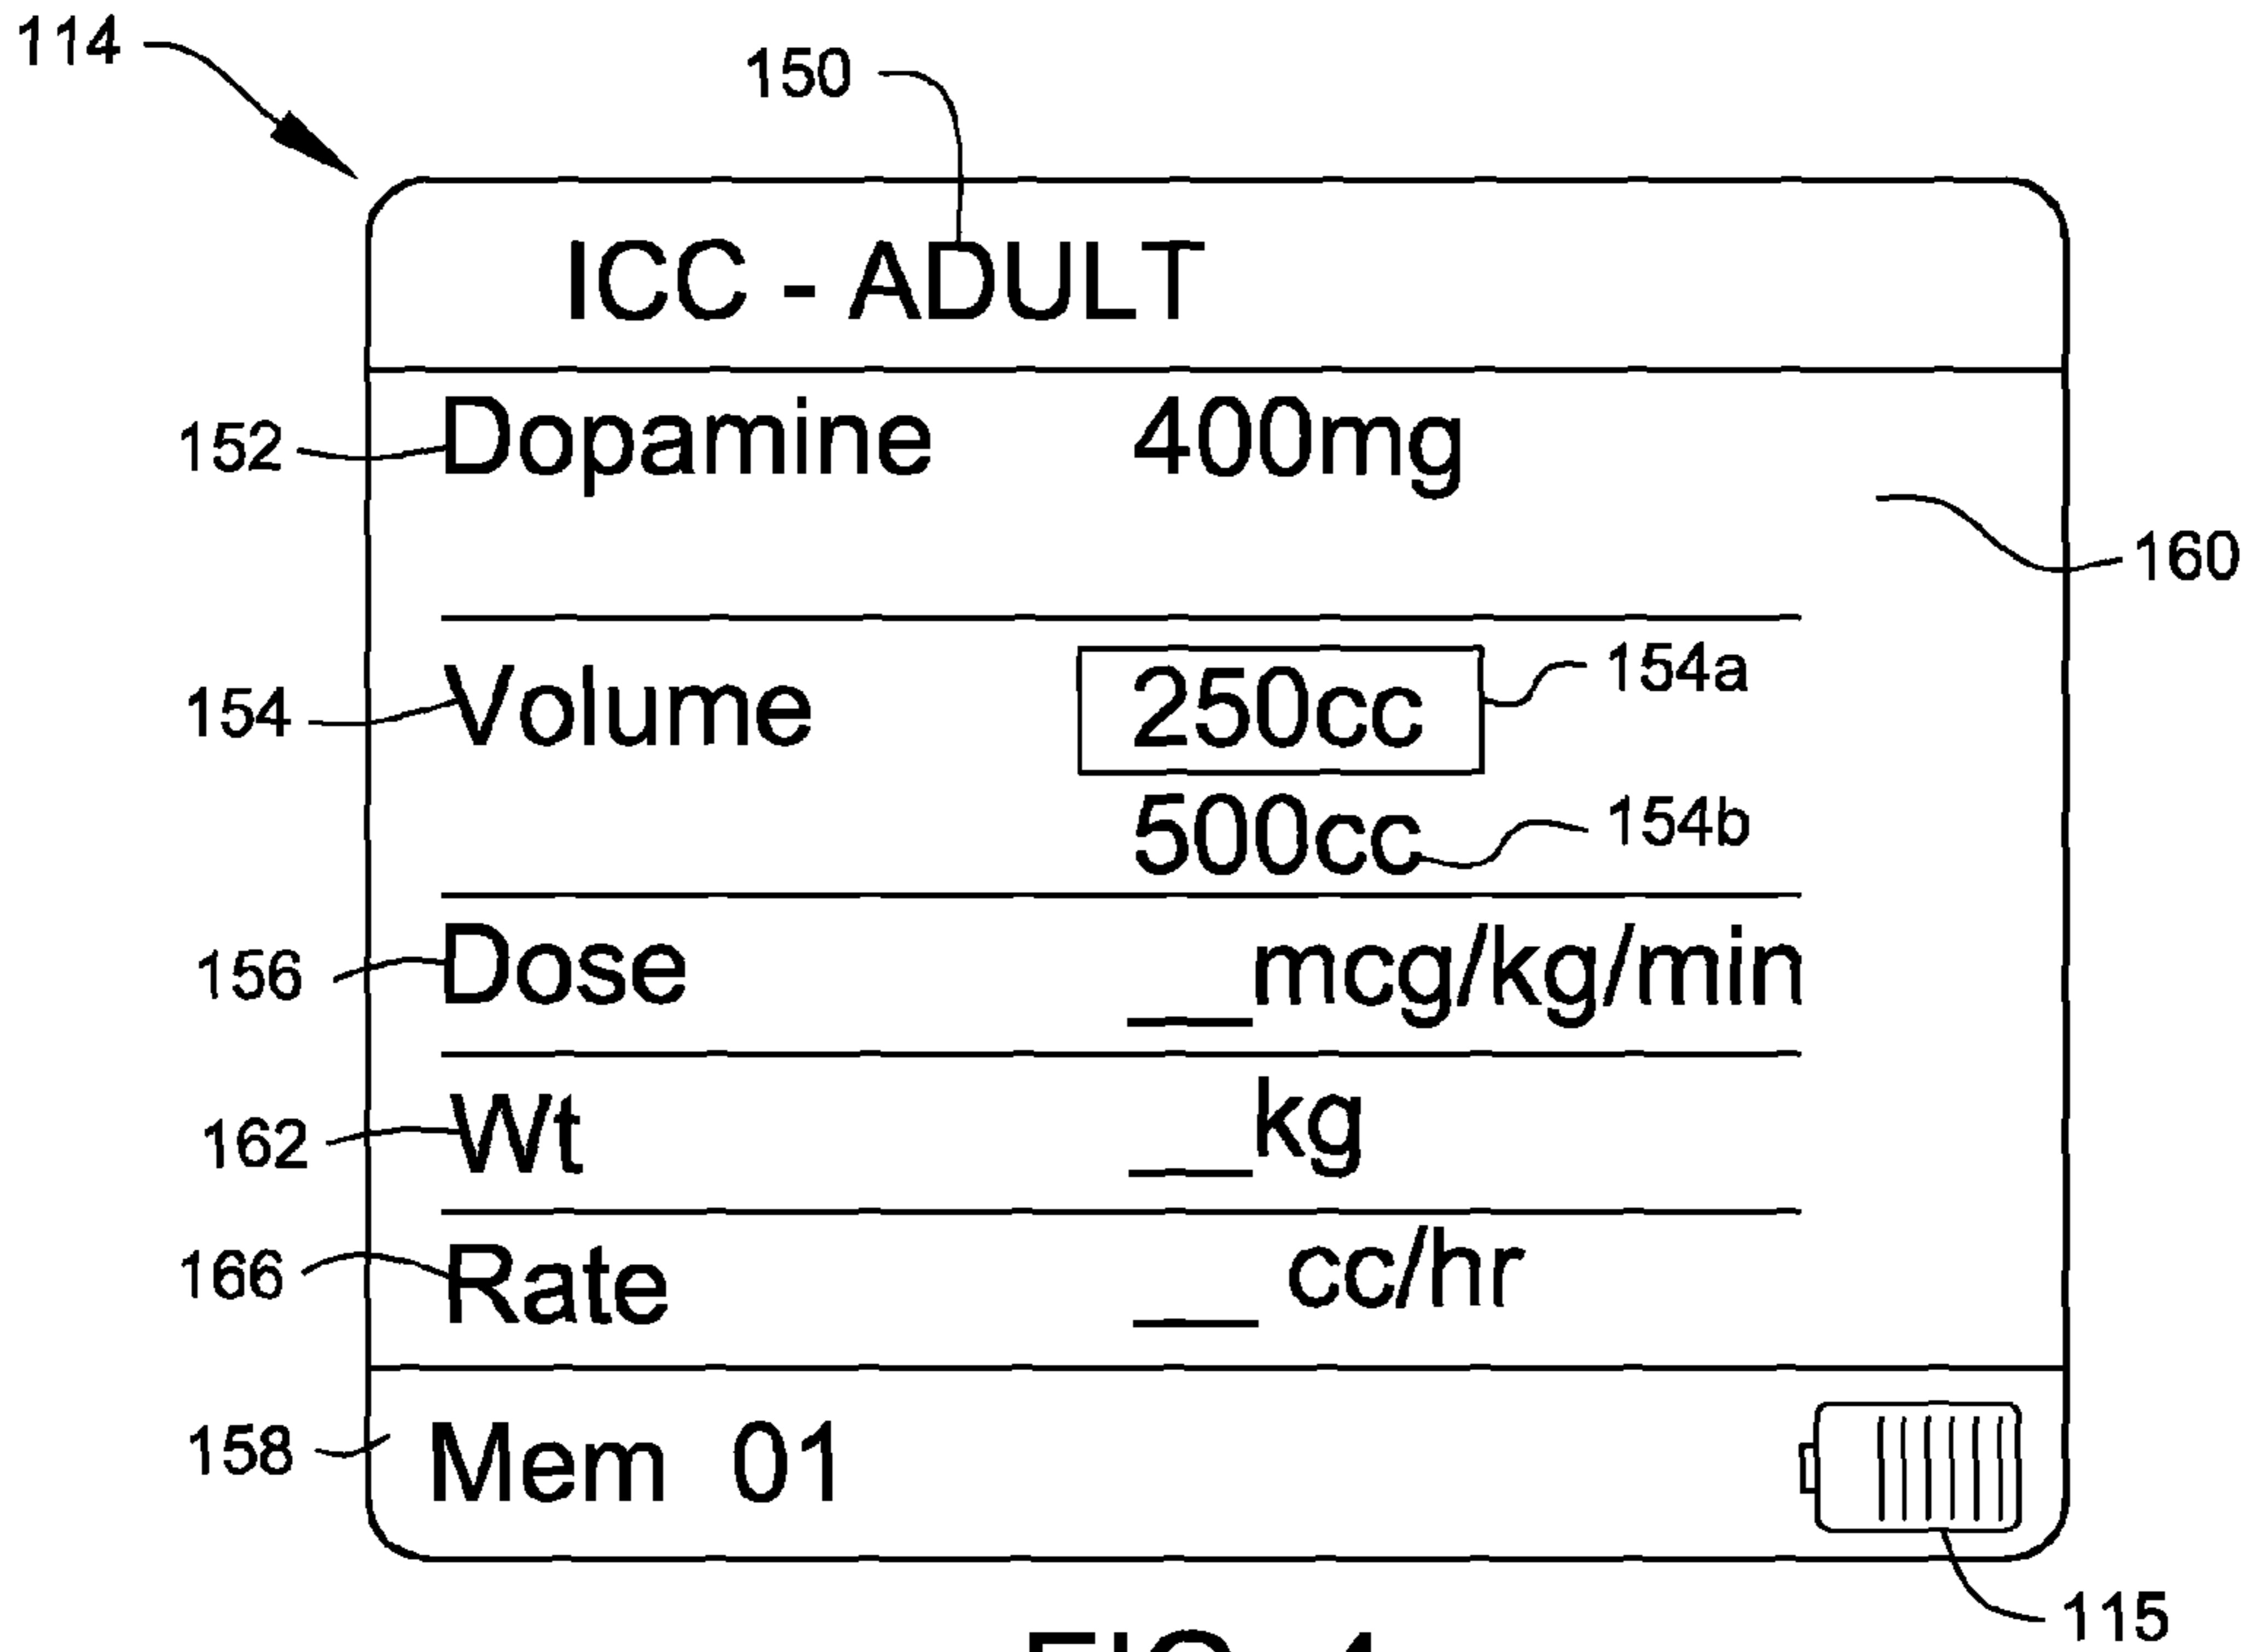 114
150
ICC - ADULT
152 Dopamine 400mg
160
154 Volume 250cc 154a
500cc 154b
156 Dose __mcg/kg/min
162 Wt __kg
166 Rate __ cc/hr
158 Mem 01
115